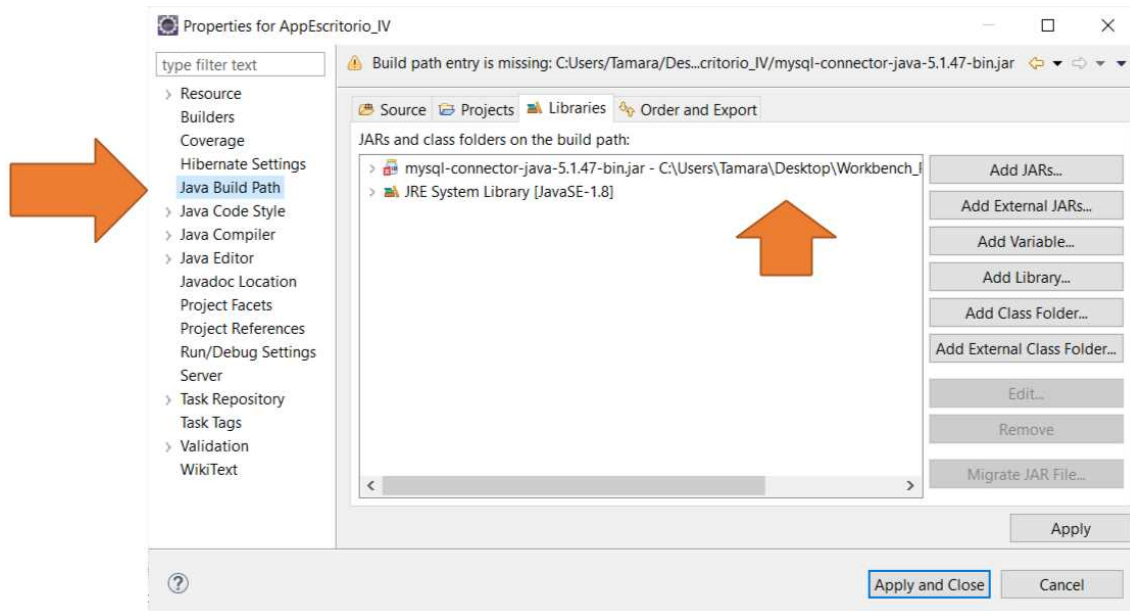 Properties for AppEscritorio_IV
type filter text
Build path entry is missing: C:Users/Tamara/Des...critorio_IV/mysql-connector-java-5.1.47-bin.jar
Resource
Builders
Coverage
Hibernate Settings
Java Build Path
Java Code Style
Java Compiler
Java Editor
Javadoc Location
Project Facets
Project References
Run/Debug Settings
Server
Task Repository
Task Tags
Validation
WikiText
Source Projects Libraries Order and Export
JARs and class folders on the build path:
mysql-connector-java-5.1.47-bin.jar - C:\Users\Tamara\Desktop\Workbench_
JRE System Library [JavaSE-1.8]
Add JARs...
Add External JARs...
Add Variable...
Add Library...
Add Class Folder...
Add External Class Folder...
Edit...
Remove
Migrate JAR File...
Apply
Apply and Close
Cancel